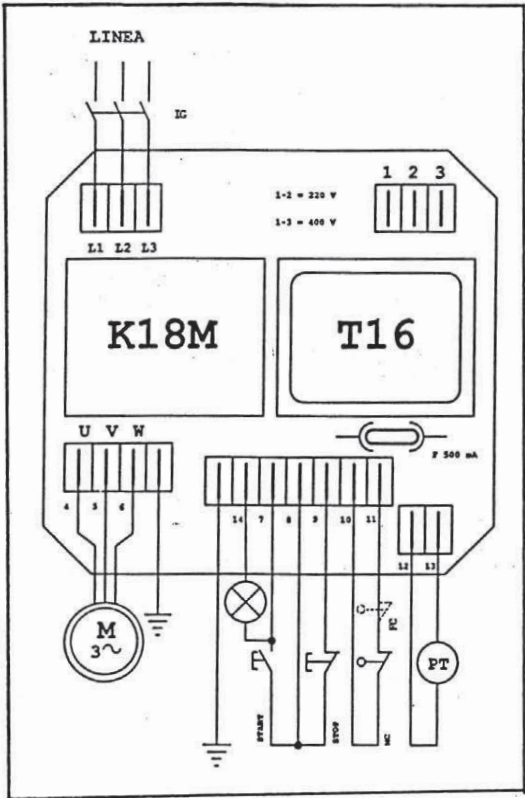 LINEA
IG
1 2 3
1-2 = 220 V
1-3 = 400 V
L1 L2 L3
K18M
T16
U V W
F 500 mA
4 5 6
14 7 8 9 10 11
12 13
M
3~
FC
PT
START
STOP
MC